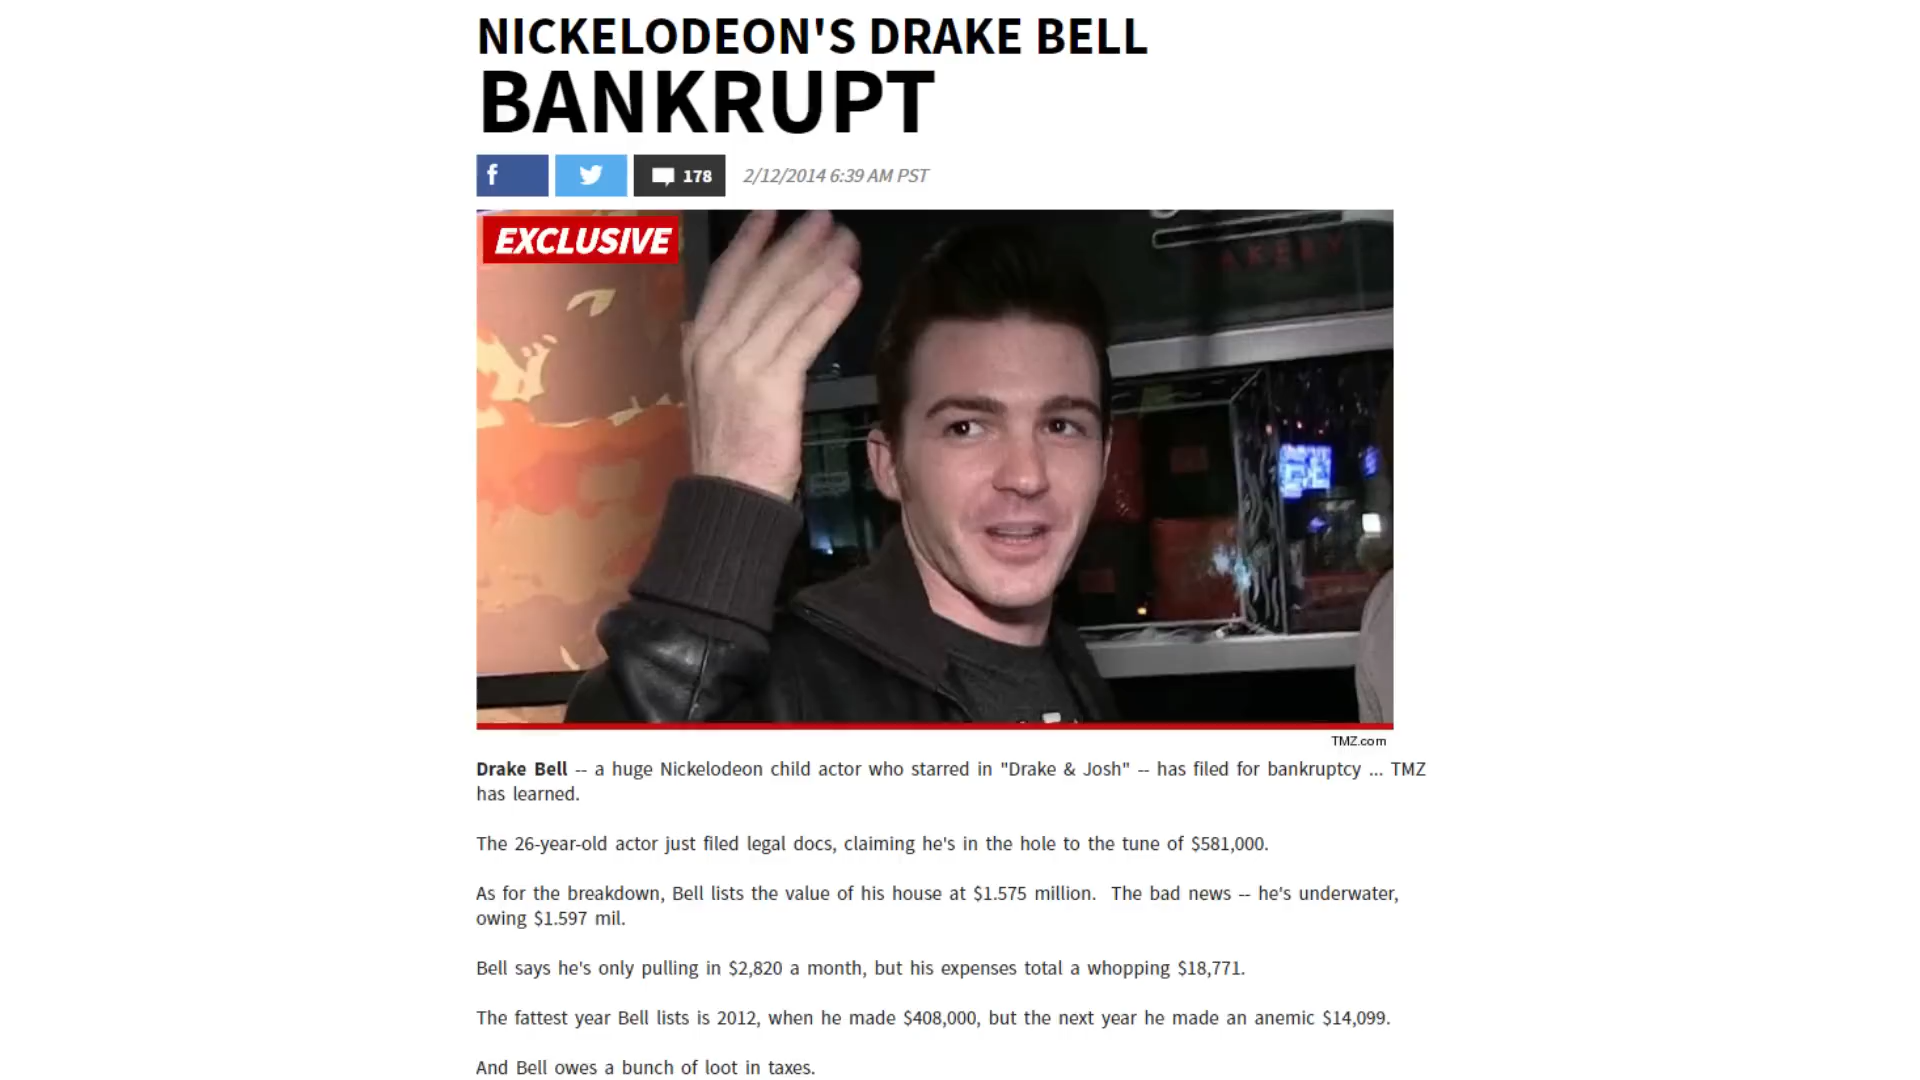 NICKELODEON'S DRAKE BELL
BANKRUPT
f
178 2/12/2014 6:39 AM PST
EXCLUSIVE
AKERY
TMZ.com
Drake Bell -- a huge Nickelodeon child actor who starred in "Drake & Josh" -- has filed for bankruptcy ... TMZ
has learned.
The 26-year-old actor just filed legal docs, claiming he's in the hole to the tune of $581,000.
As for the breakdown, Bell lists the value of his house at $1.575 million.  The bad news -- he's underwater,
owing $1.597 mil.
Bell says he's only pulling in $2,820 a month, but his expenses total a whopping $18,771.
The fattest year Bell lists is 2012, when he made $408,000, but the next year he made an anemic $14,099.
And Bell owes a bunch of loot in taxes.